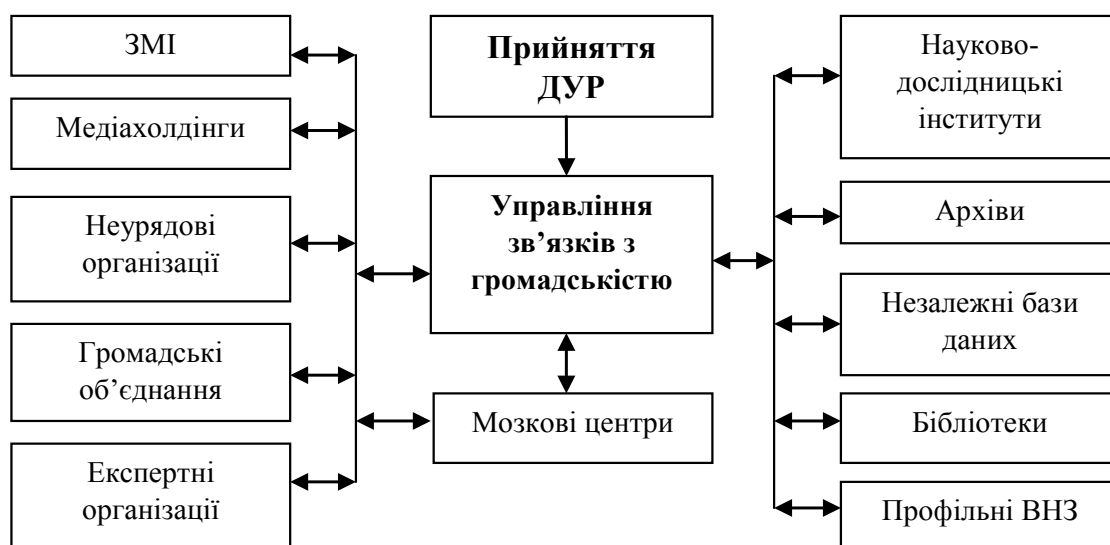 ЗМІ
Медіахолдінги
Неурядові
організації
Громадські
об’єднання
Експертні
організації
Прийняття
ДУР
Управління
зв’язків з
громадськістю
Мозкові центри
Науково-
дослідницькі
інститути
Архіви
Незалежні бази
даних
Бібліотеки
Профільні ВНЗ